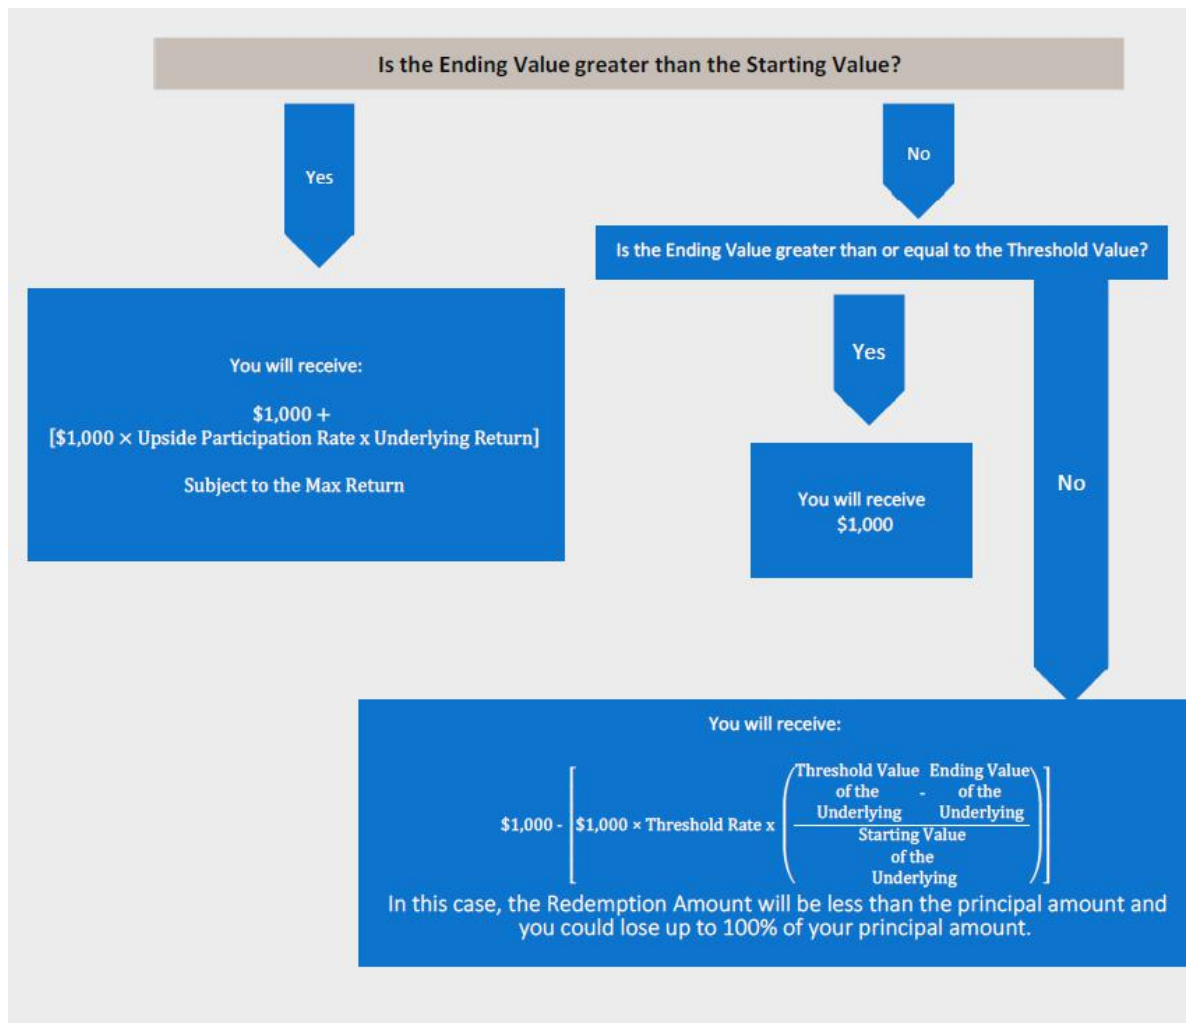 Is the Ending Value greater than the Starting Value?
Yes
No
Is the Ending Value greater than or equal to the Threshold Value?
You will receive:
$1,000 +
[$1,000 × Upside Participation Rate x Underlying Return]
Subject to the Max Return
Yes
You will receive
$1,000
No
You will receive:
Threshold Value Ending Value
of the - of the
Underlying Underlying
$1,000 - [$1,000 × Threshold Rate x
Starting Value
of the
Underlying
In this case, the Redemption Amount will be less than the principal amount and
you could lose up to 100% of your principal amount.